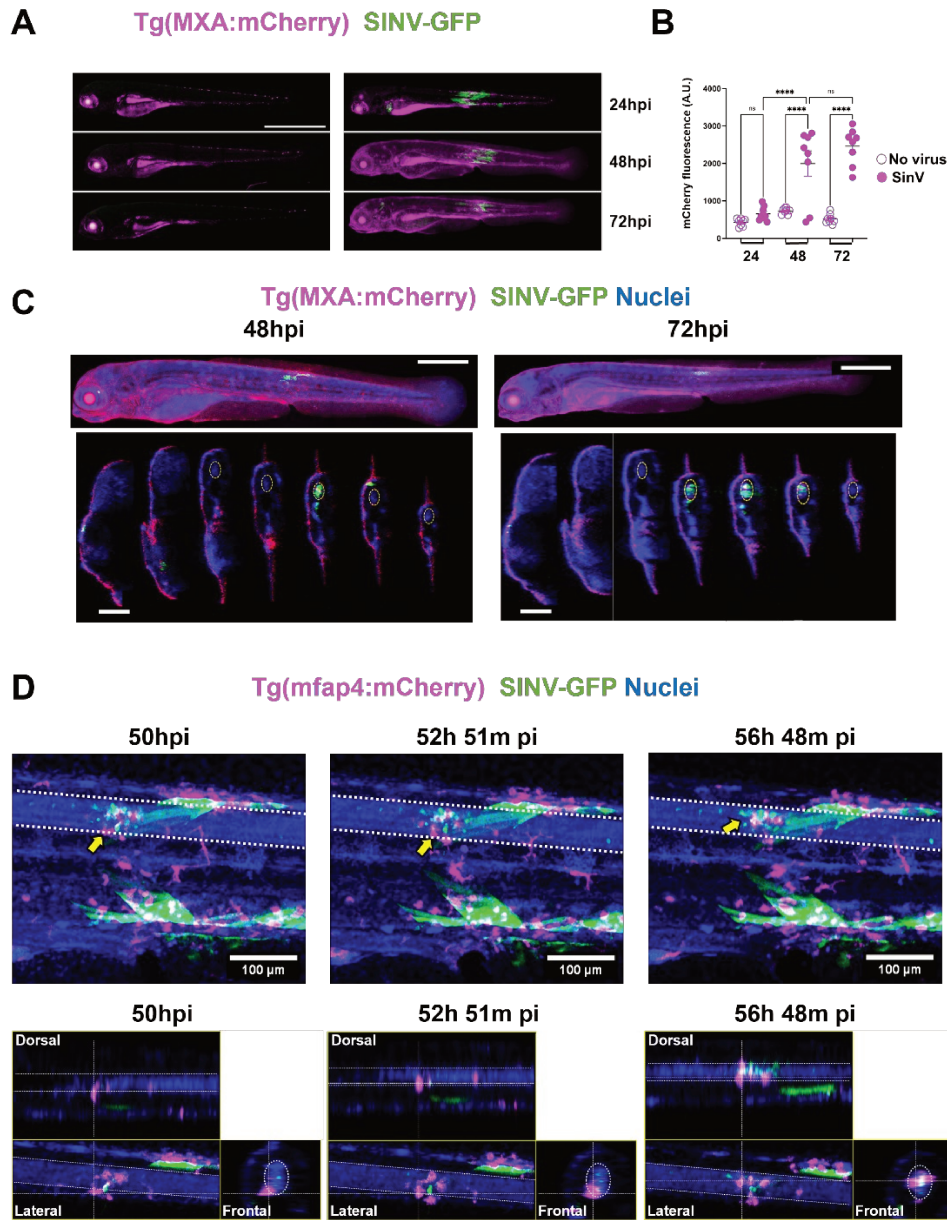 A
Tg(MXA:mCherry) SINV-GFP
24hpi
48hpi
72hpi
B
mCherry fluorescence (A.U.)
4000
3000
2000
1000
0
ns
****
****
ns
****
24 48 72
No virus
SinV
C
Tg(MXA:mCherry) SINV-GFP Nuclei
48hpi 72hpi
D
Tg(mfap4:mCherry) SINV-GFP Nuclei
50hpi 52h 51m pi 56h 48m pi
100 µm 100 µm 100 µm
50hpi 52h 51m pi 56h 48m pi
Dorsal Dorsal Dorsal
Lateral Frontal Lateral Frontal Lateral Frontal